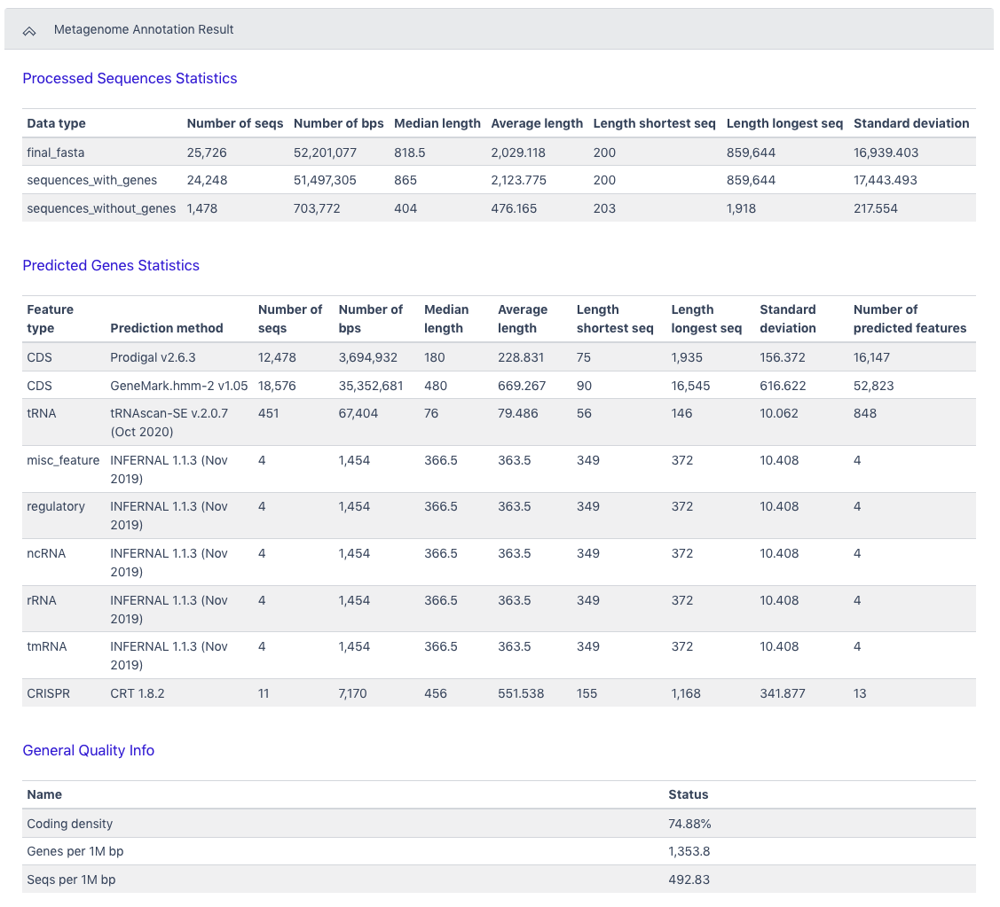 Metagenome Annotation Result
Processed Sequences Statistics
Data type Number of seqs Number of bps Median length Average length Length shortest seq Length longest seq Standard deviation
final_fasta 25,726 52,201,077 818.5 2,029.118 200 859,644 16,939.403
sequences_with_genes 24,248 51,497,305 865 2,123.775 200 859,644 17,443.493
sequences_without_genes 1,478 703,772 404 476.165 203 1,918 217.554
Predicted Genes Statistics
Feature Number of Number of Median Average Length Length Standard Number of
type Prediction method seqs bps length length shortest seq longest seq deviation predicted features
CDS Prodigal v2.6.3 12,478 3,694,932 180 228.831 75 1,935 156.372 16,147
CDS GeneMark.hmm-2 v1.05 18,576 35,352,681 480 669.267 90 16,545 616.622 52,823
tRNA tRNAscan-SE v.2.0.7 451 67,404 76 79.486 56 146 10.062 848
(Oct 2020)
misc_feature INFERNAL 1.1.3 (Nov 4 1,454 366.5 363.5 349 372 10.408 4
2019)
regulatory INFERNAL 1.1.3 (Nov 4 1,454 366.5 363.5 349 372 10.408 4
2019)
ncRNA INFERNAL 1.1.3 (Nov 4 1,454 366.5 363.5 349 372 10.408 4
2019)
rRNA INFERNAL 1.1.3 (Nov 4 1,454 366.5 363.5 349 372 10.408 4
2019)
tmRNA INFERNAL 1.1.3 (Nov 4 1,454 366.5 363.5 349 372 10.408 4
2019)
CRISPR CRT 1.8.2 11 7,170 456 551.538 155 1,168 341.877 13
General Quality Info
Name Status
Coding density 74.88%
Genes per 1M bp 1,353.8
Seqs per 1M bp 492.83